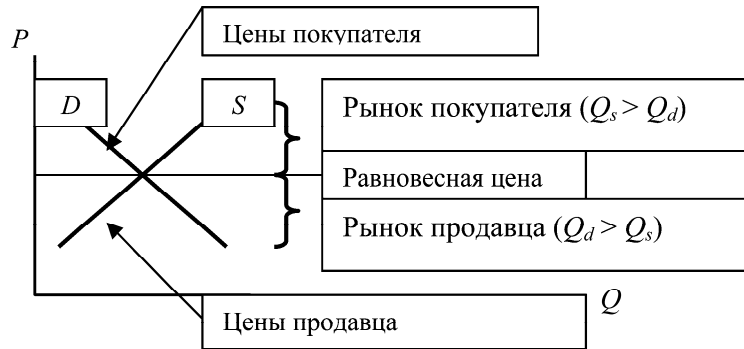 Цены покупателя
P
D
S
Рынок покупателя (Qs > Qd)
Равновесная цена
Рынок продавца (Qd > Qs)
Q
Цены продавца